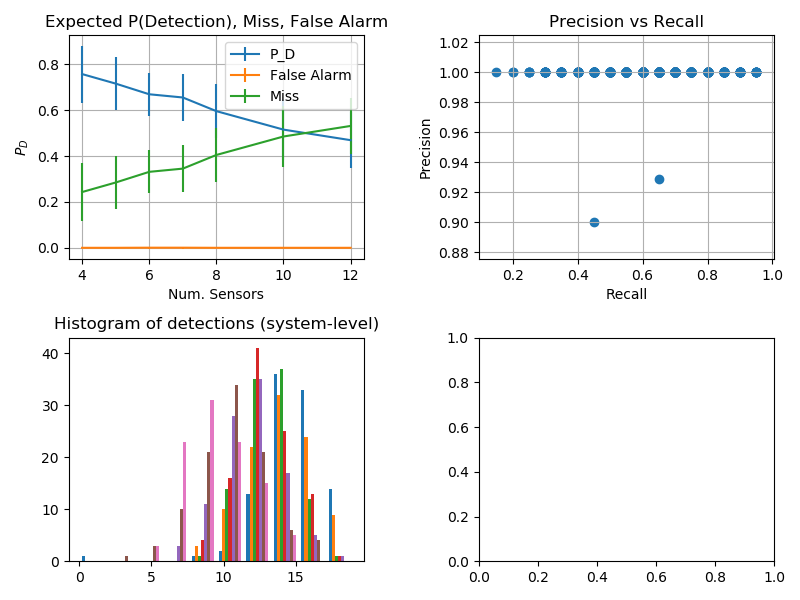 Expected P(Detection), Miss, False Alarm
P_D
False Alarm
Miss
0.8
0.6
0.4
0.2
0.0
P_D
4 6 8 10 12
Num. Sensors
Precision vs Recall
1.02
1.00
0.98
0.96
0.94
0.92
0.90
0.88
Precision
0.2 0.4 0.6 0.8 1.0
Recall
Histogram of detections (system-level)
40
30
20
10
0
0 5 10 15
1.0
0.8
0.6
0.4
0.2
0.0
0.0 0.2 0.4 0.6 0.8 1.0